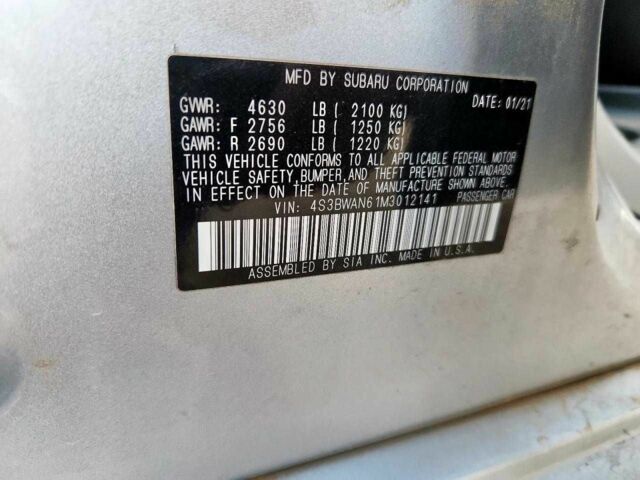 MFD BY SUBARU CORPORATION
GVWR: 4630 LB ( 2100 KG) DATE: 01/21
GAWR: F 2756 LB ( 1250 KG)
GAWR: R 2690 LB ( 1220 KG)
THIS VEHICLE CONFORMS TO ALL APPLICABLE FEDERAL MOTOR
VEHICLE SAFETY, BUMPER, AND THEFT PREVENTION STANDARDS
IN EFFECT ON THE DATE OF MANUFACTURE SHOWN ABOVE.
VIN: 4S3BWAN61M3012141 PASSENGER CAR
ASSEMBLED BY SIA INC. MADE IN U.S.A.